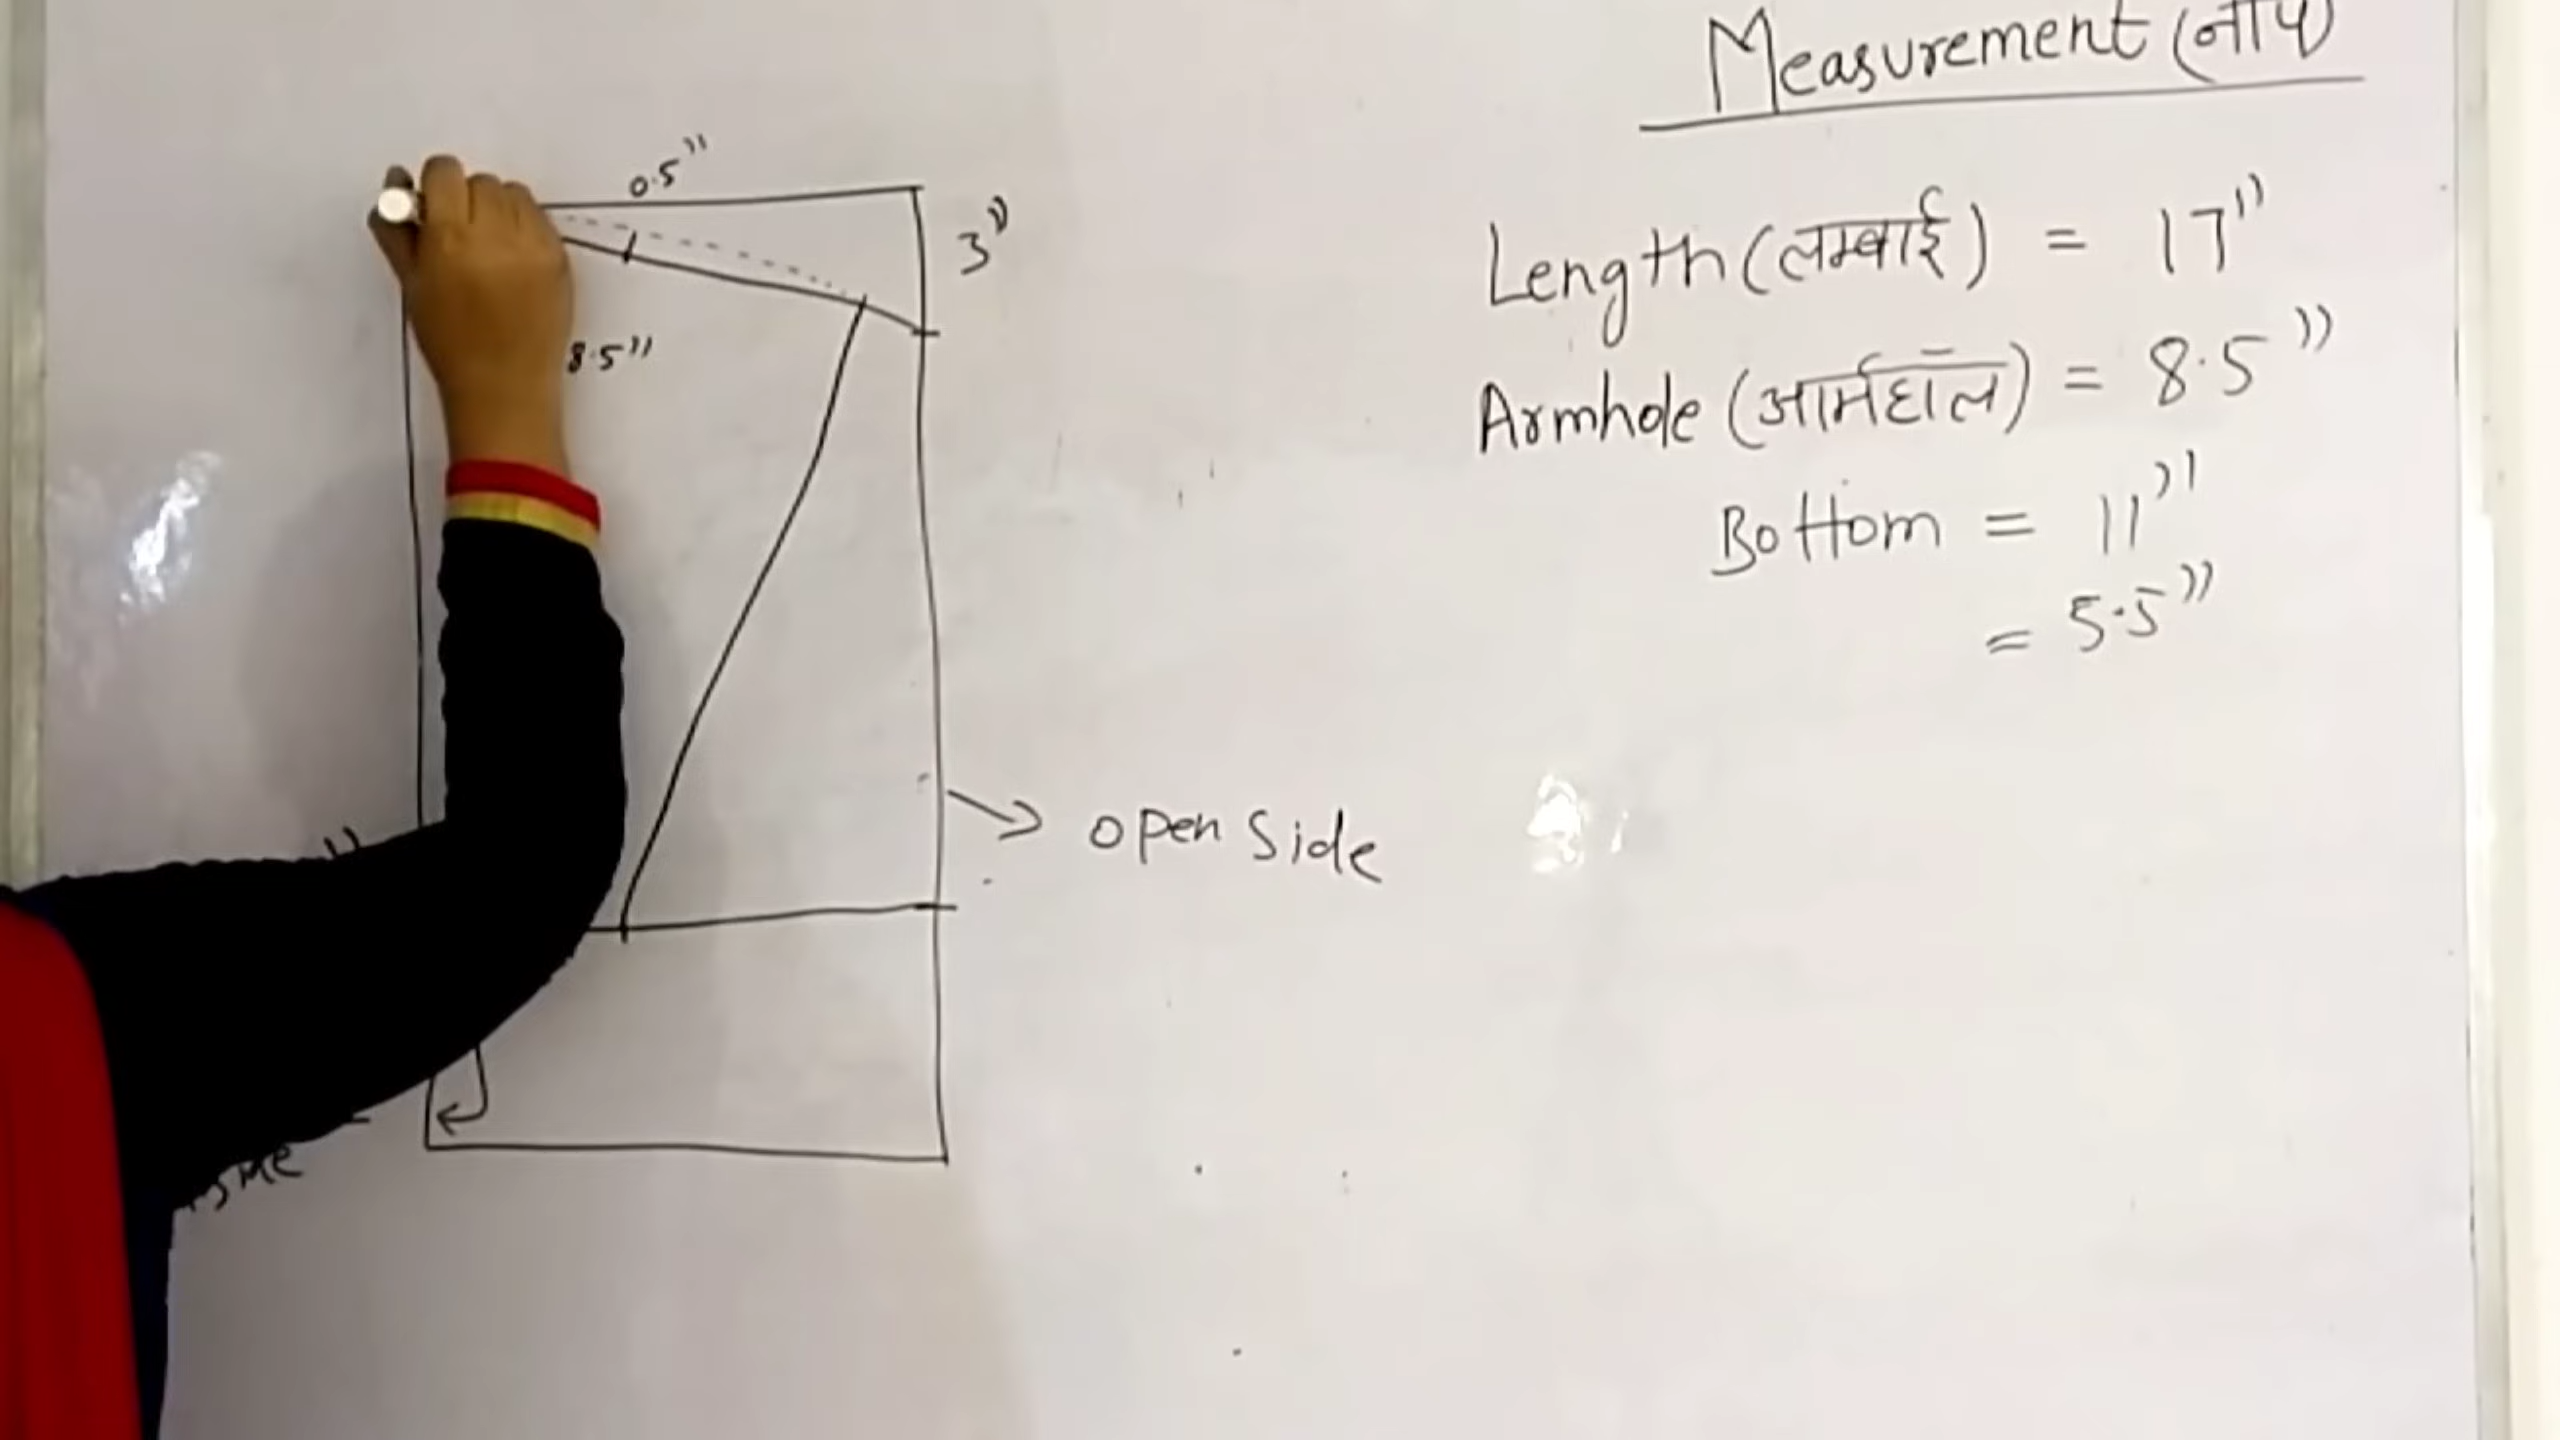 Measurement (नाप)
Length (लम्बाई) = 17"
Armhole (आर्महॉल) = 8.5"
Bottom = 11"
= 5.5"
0.5"
3"
8.5"
open side